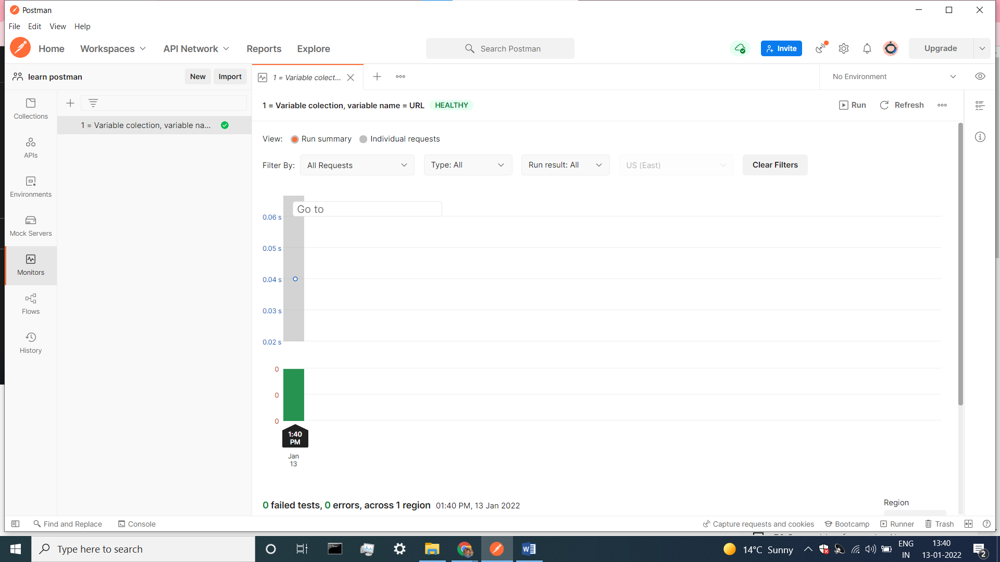 Postman
File Edit View Help
Home Workspaces API Network Reports Explore Search Postman Invite Upgrade
learn postman New Import 1 = Variable colect... No Environment
1 = Variable colection, variable name = URL HEALTHY Run Refresh
Collections
1 = Variable colection, variable na...
View: Run summary Individual requests
APIs
Filter By: All Requests Type: All Run result: All US (East) Clear Filters
Environments
Mock Servers
Monitors
Flows
History
Go to
0.06 s
0.05 s
0.04 s
0.03 s
0.02 s
0
0
0
1:40
PM
Jan
13
0 failed tests, 0 errors, across 1 region 01:40 PM, 13 Jan 2022
Region
Find and Replace Console Capture requests and cookies Bootcamp Runner Trash
Type here to search 14°C Sunny
ENG
IN
13:40
13-01-2022
2